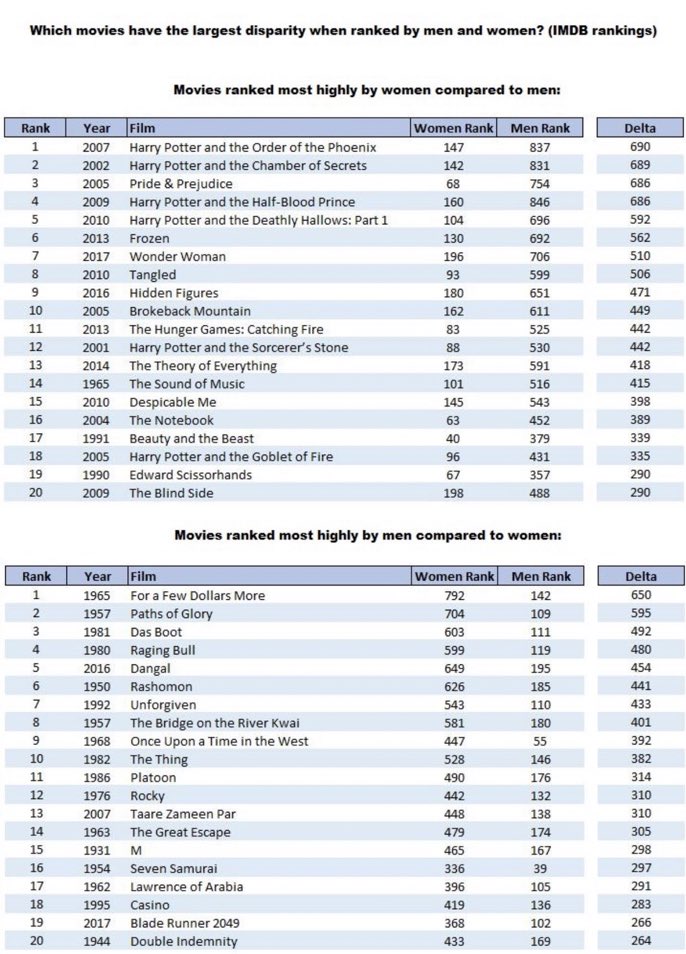 Which movies have the largest disparity when ranked by men and women? (IMDB rankings)
Movies ranked most highly by women compared to men:
Rank Year Film Women Rank Men Rank Delta
1 2007 Harry Potter and the Order of the Phoenix 147 837 690
2 2002 Harry Potter and the Chamber of Secrets 142 831 689
3 2005 Pride & Prejudice 68 754 686
4 2009 Harry Potter and the Half-Blood Prince 160 846 686
5 2010 Harry Potter and the Deathly Hallows: Part 1 104 696 592
6 2013 Frozen 130 692 562
7 2017 Wonder Woman 196 706 510
8 2010 Tangled 93 599 506
9 2016 Hidden Figures 180 651 471
10 2005 Brokeback Mountain 162 611 449
11 2013 The Hunger Games: Catching Fire 83 525 442
12 2001 Harry Potter and the Sorcerer's Stone 88 530 442
13 2014 The Theory of Everything 173 591 418
14 1965 The Sound of Music 101 516 415
15 2010 Despicable Me 145 543 398
16 2004 The Notebook 63 452 389
17 1991 Beauty and the Beast 40 379 339
18 2005 Harry Potter and the Goblet of Fire 96 431 335
19 1990 Edward Scissorhands 67 357 290
20 2009 The Blind Side 198 488 290
Movies ranked most highly by men compared to women:
Rank Year Film Women Rank Men Rank Delta
1 1965 For a Few Dollars More 792 142 650
2 1957 Paths of Glory 704 109 595
3 1981 Das Boot 603 111 492
4 1980 Raging Bull 599 119 480
5 2016 Dangal 649 195 454
6 1950 Rashomon 626 185 441
7 1992 Unforgiven 543 110 433
8 1957 The Bridge on the River Kwai 581 180 401
9 1968 Once Upon a Time in the West 447 55 392
10 1982 The Thing 528 146 382
11 1986 Platoon 490 176 314
12 1976 Rocky 442 132 310
13 2007 Taare Zameen Par 448 138 310
14 1963 The Great Escape 479 174 305
15 1931 M 465 167 298
16 1954 Seven Samurai 336 39 297
17 1962 Lawrence of Arabia 396 105 291
18 1995 Casino 419 136 283
19 2017 Blade Runner 2049 368 102 266
20 1944 Double Indemnity 433 169 264